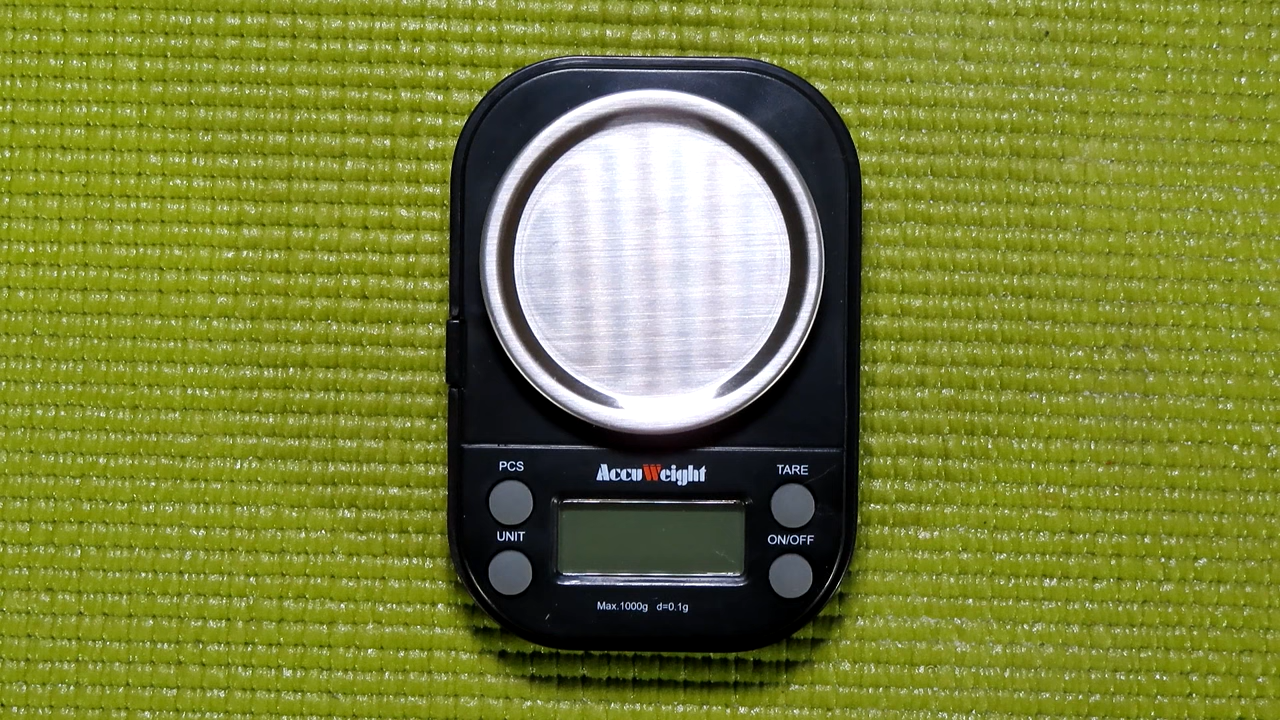 PCS
AccuWeight
TARE
UNIT
ON/OFF
Max.1000g d=0.1g